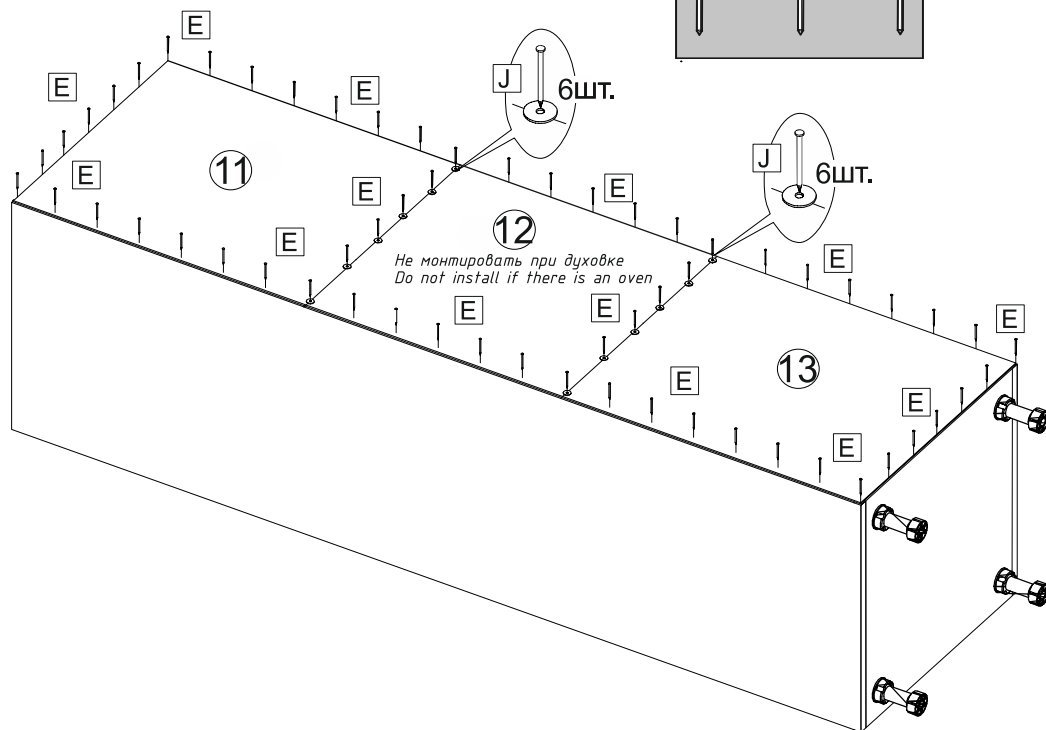 E
J
6шт.
E
E
J
6шт.
11
E
E
E
12
E
Не монтировать при духовке
Do not install if there is an oven
E
E
E
E
13
E
E
E